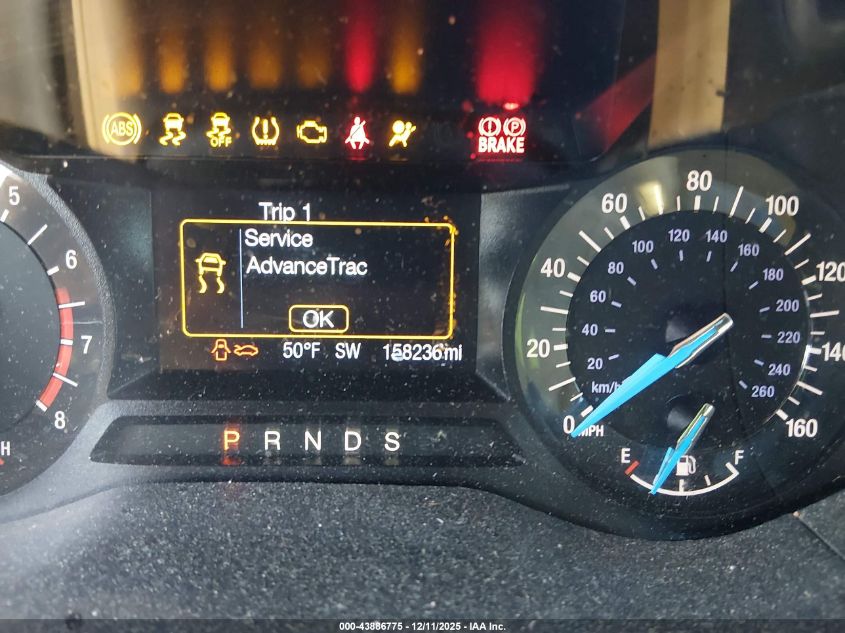 ABS OFF
BRAKE
Trip 1
Service
AdvanceTrac
OK
50°F SW 158236mi
P R N D S
5
6
7
8
0 20 40 60 80 100 120 140 160
MPH
20 40 60 80 100 120 140 160 180 200 220 240 260
km/h
E F
000-43886775 - 12/11/2025 - IAA Inc.